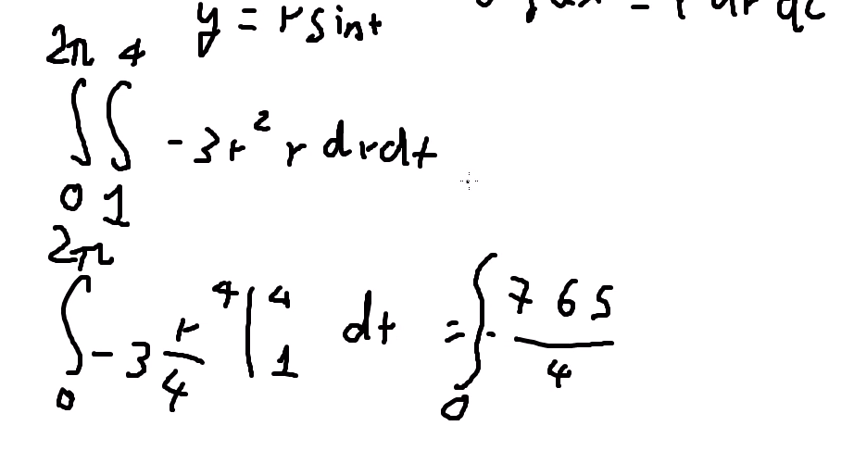 y = r sin t
2π 4
∫∫ -3r² r dr dt
0 1
2π
∫ -3 r⁴/4 |⁴₁ dt = ∫ - 765/4
0 0